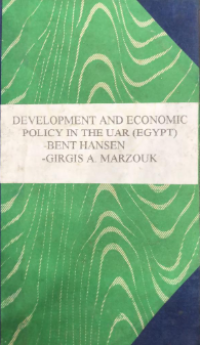 DEVELOPMENT AND ECONOMIC
POLICY IN THE UAR (EGYPT)
-BENT HANSEN
-GIRGIS A. MARZOUK